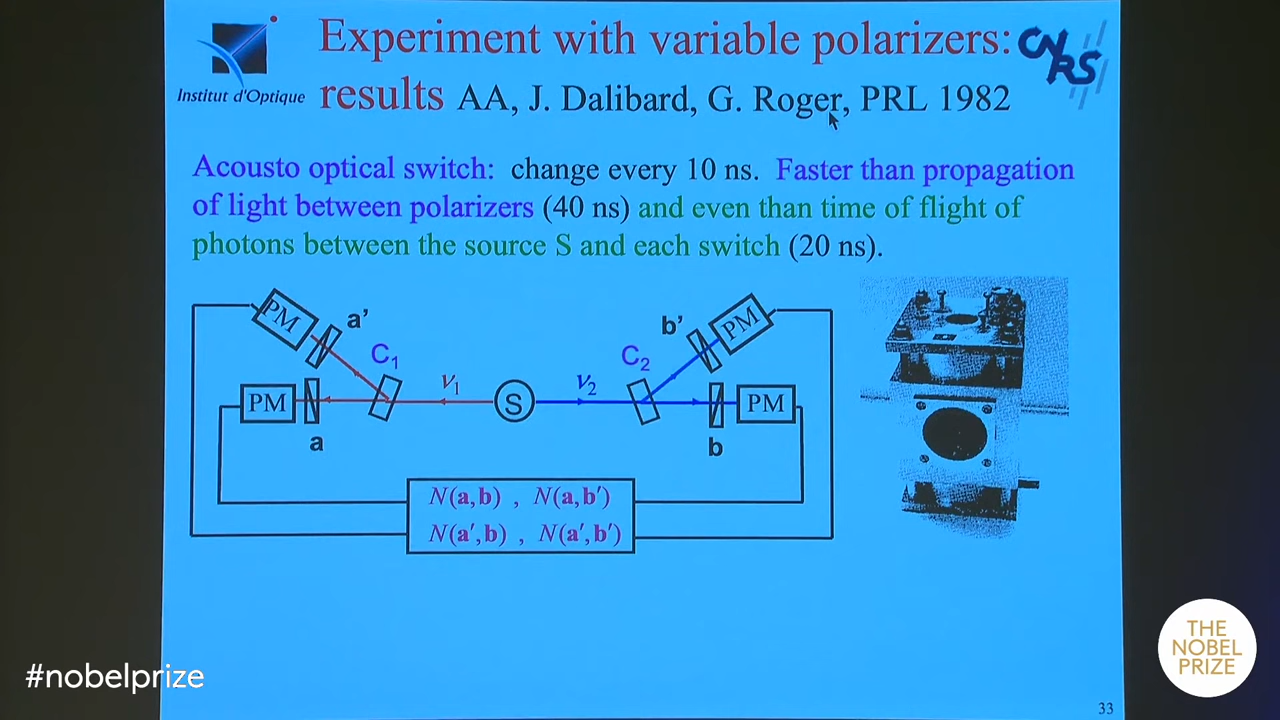 Experiment with variable polarizers:
results AA, J. Dalibard, G. Roger, PRL 1982
Institut d'Optique
CNRS
Acousto optical switch: change every 10 ns. Faster than propagation
of light between polarizers (40 ns) and even than time of flight of
photons between the source S and each switch (20 ns).
PM
a’
C₁
ν₁
S
ν₂
C₂
b’
PM
PM
a
b
PM
N(a,b) , N(a,b′)
N(a′,b) , N(a′,b′)
#nobelprize
THE
NOBEL
PRIZE
33